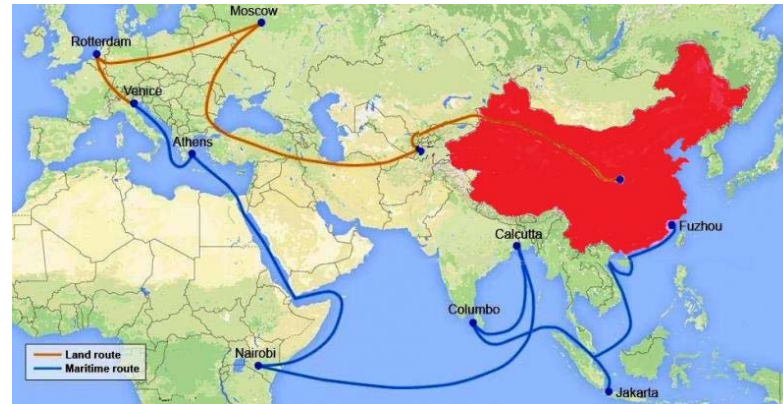 Moscow
Rotterdam
Venice
Athens
Calcutta
Fuzhou
Columbo
Nairobi
Jakarta
Land route
Maritime route